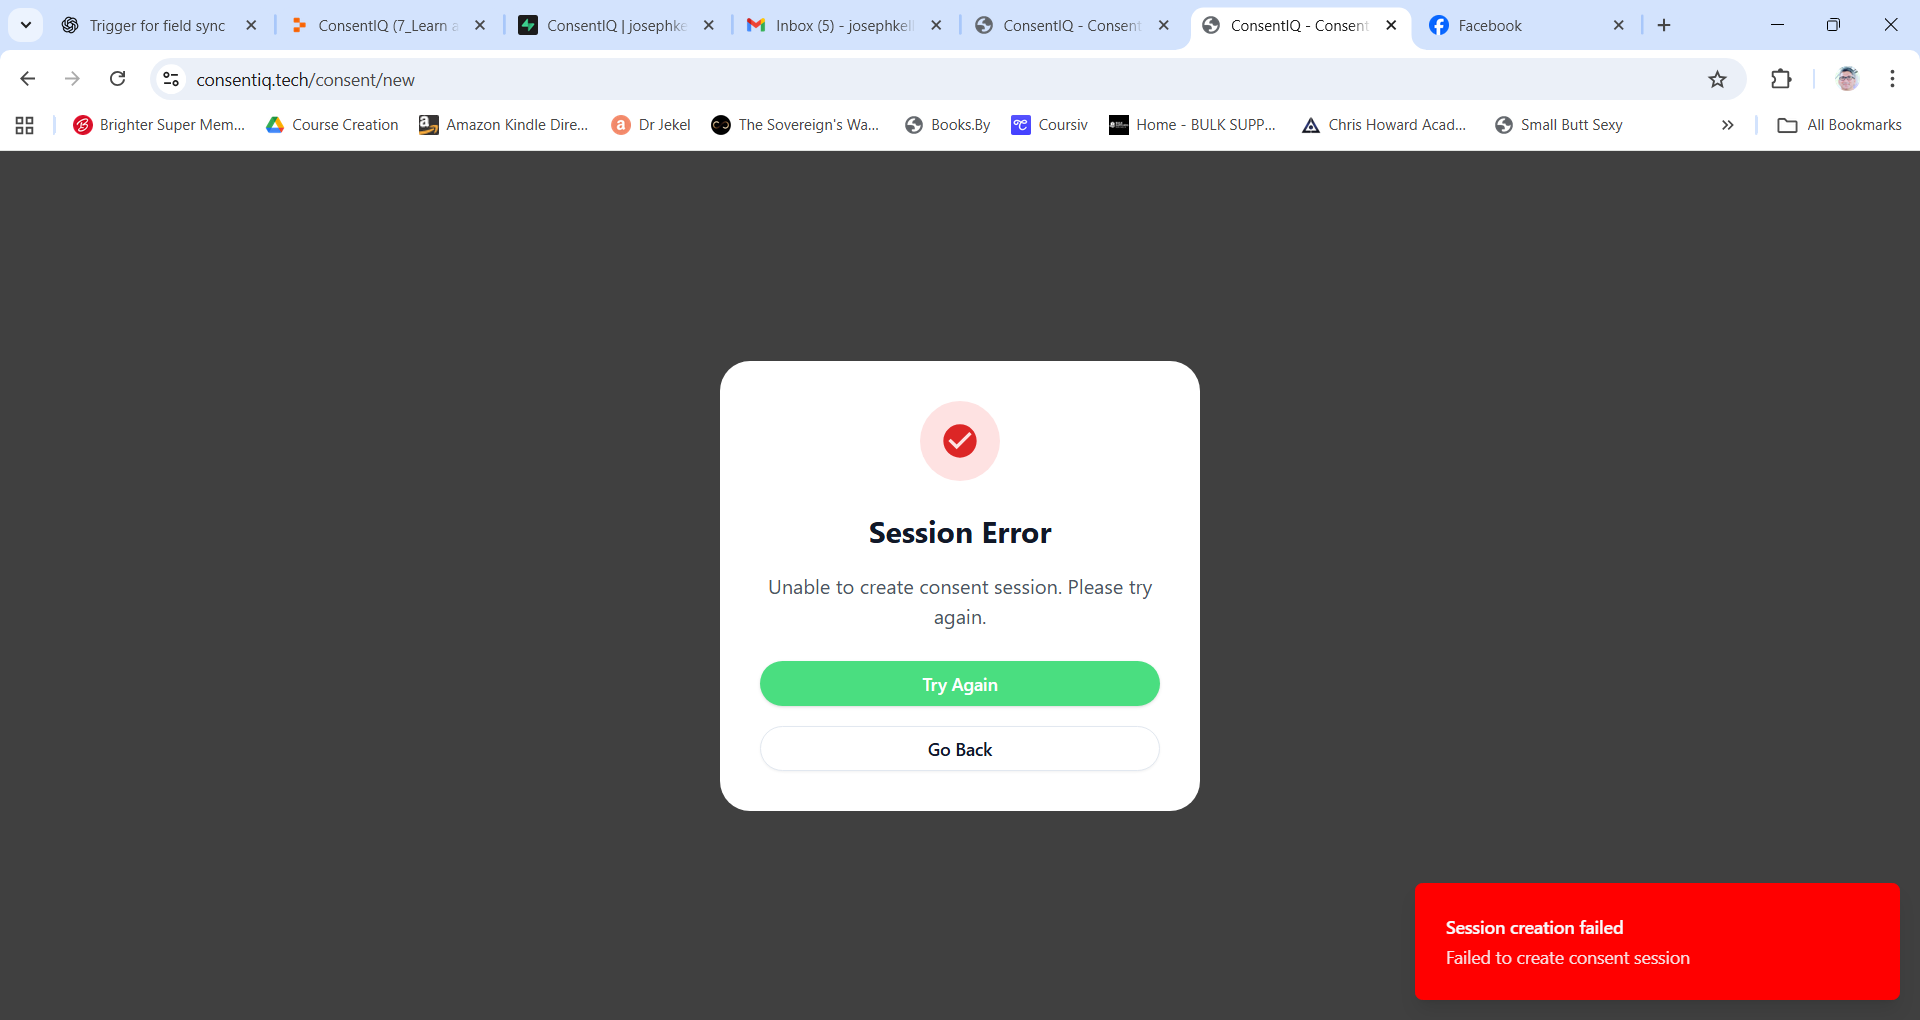 Trigger for field sync
ConsentIQ (7_Learn a
ConsentIQ | josephke
Inbox (5) - josephkell
ConsentIQ - Consent
ConsentIQ - Consent
Facebook
consentiq.tech/consent/new
Brighter Super Mem...
Course Creation
Amazon Kindle Dire...
Dr Jekel
The Sovereign's Wa...
Books.By
Coursiv
Home - BULK SUPP...
Chris Howard Acad...
Small Butt Sexy
All Bookmarks
Session Error
Unable to create consent session. Please try
again.
Try Again
Go Back
Session creation failed
Failed to create consent session